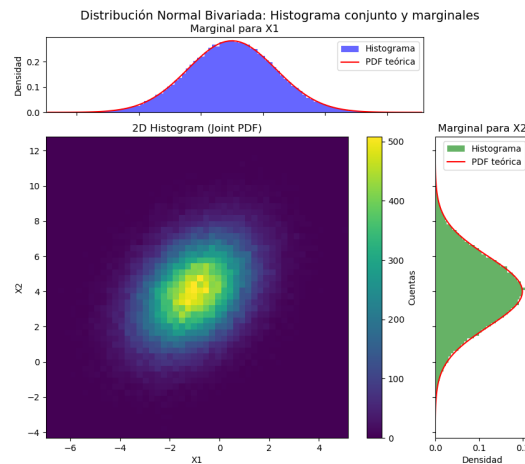 Distribución Normal Bivariada: Histograma conjunto y marginales
Marginal para X1
Densidad
0.2
0.1
0.0
Histograma
PDF teórica
2D Histogram (Joint PDF)
X2
12
10
8
6
4
2
0
−2
−4
−6 −4 −2 0 2 4
X1
500
400
300
200
100
0
Cuentas
Marginal para X2
Histograma
PDF teórica
0.0 0.1
Densidad